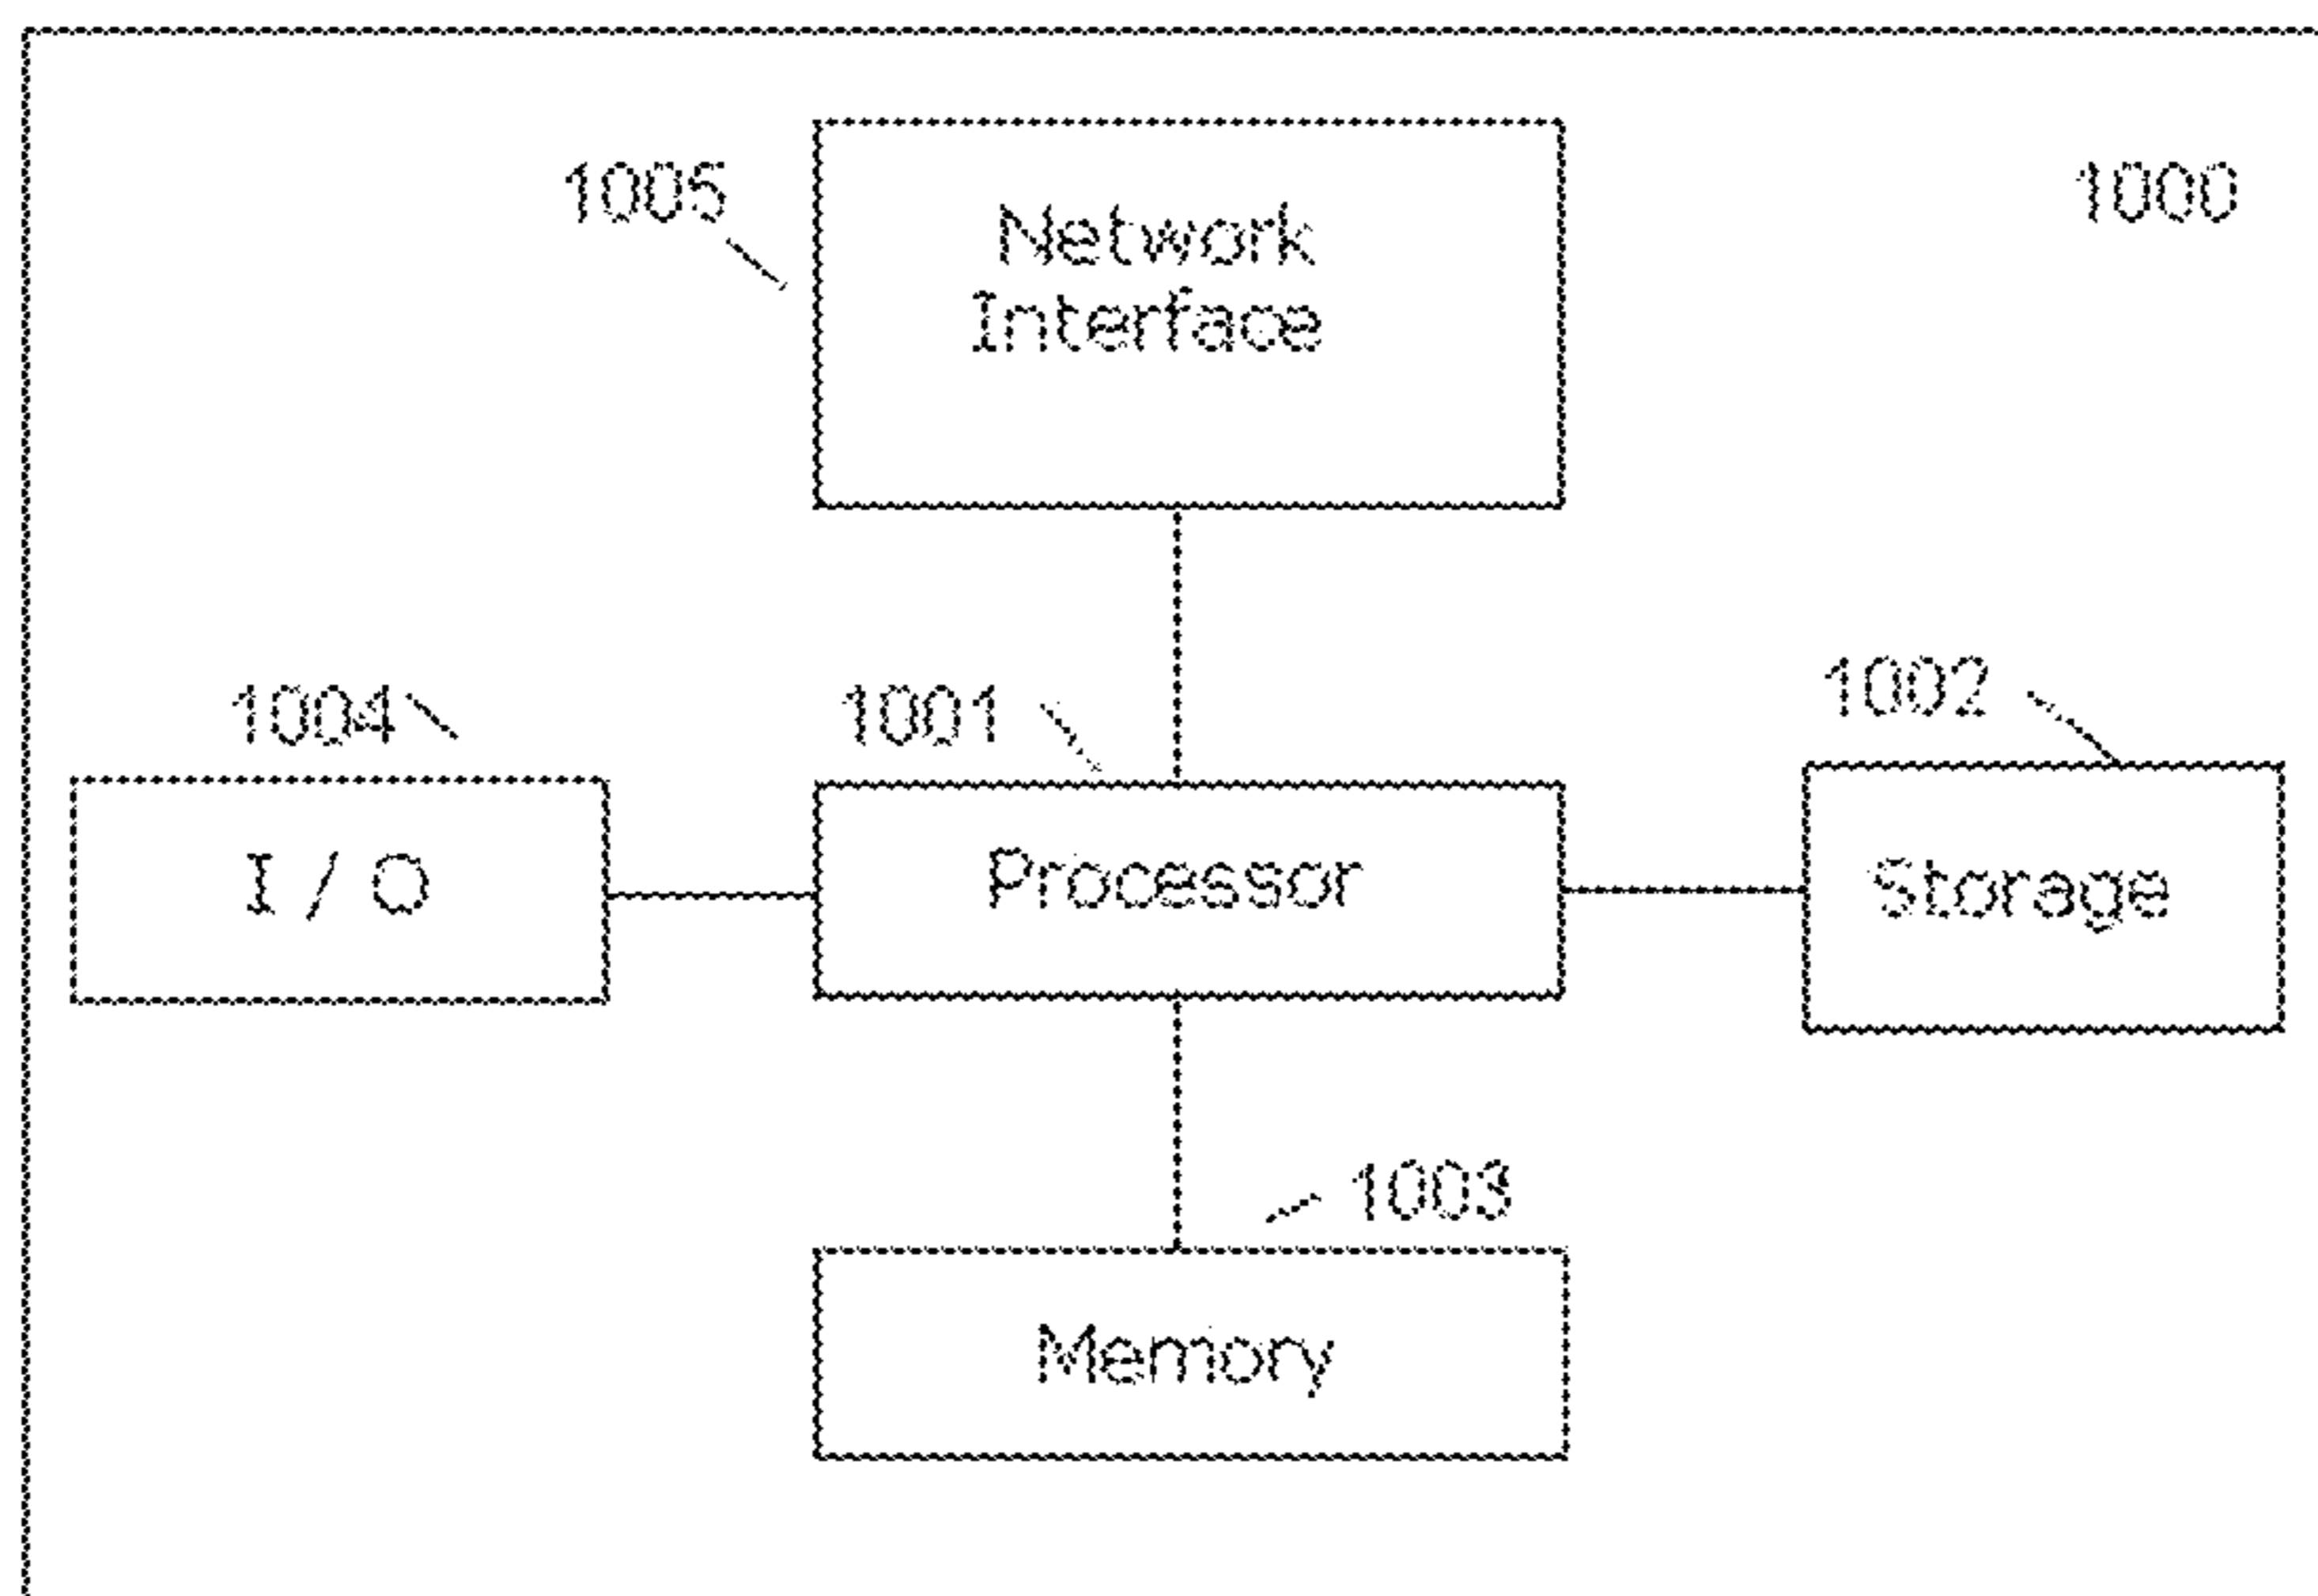 1005
1000
Network
Interface
1004
1001
1002
I / O
Processor
Storage
1003
Memory